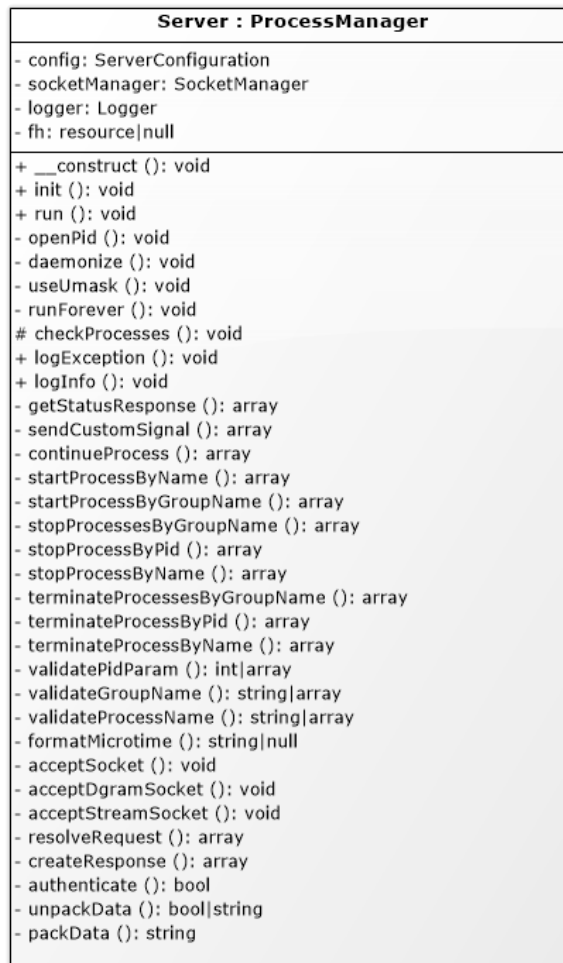 Server : ProcessManager
- config: ServerConfiguration
- socketManager: SocketManager
- logger: Logger
- fh: resource|null
+ __construct (): void
+ init (): void
+ run (): void
- openPid (): void
- daemonize (): void
- useUmask (): void
- runForever (): void
# checkProcesses (): void
+ logException (): void
+ logInfo (): void
- getStatusResponse (): array
- sendCustomSignal (): array
- continueProcess (): array
- startProcessByName (): array
- startProcessByGroupName (): array
- stopProcessesByGroupName (): array
- stopProcessByPid (): array
- stopProcessByName (): array
- terminateProcessesByGroupName (): array
- terminateProcessByPid (): array
- terminateProcessByName (): array
- validatePidParam (): int|array
- validateGroupName (): string|array
- validateProcessName (): string|array
- formatMicrotime (): string|null
- acceptSocket (): void
- acceptDgramSocket (): void
- acceptStreamSocket (): void
- resolveRequest (): array
- createResponse (): array
- authenticate (): bool
- unpackData (): bool|string
- packData (): string